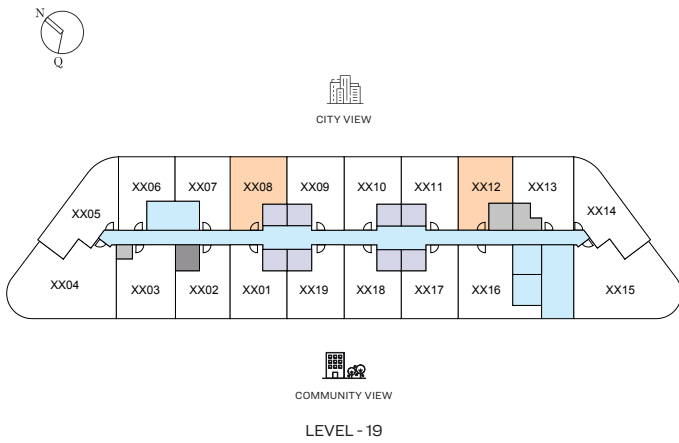 N
Q
CITY VIEW
XX06 XX07 XX08 XX09 XX10 XX11 XX12 XX13
XX05 XX14
XX04 XX03 XX02 XX01 XX19 XX18 XX17 XX16 XX15
COMMUNITY VIEW
LEVEL - 19